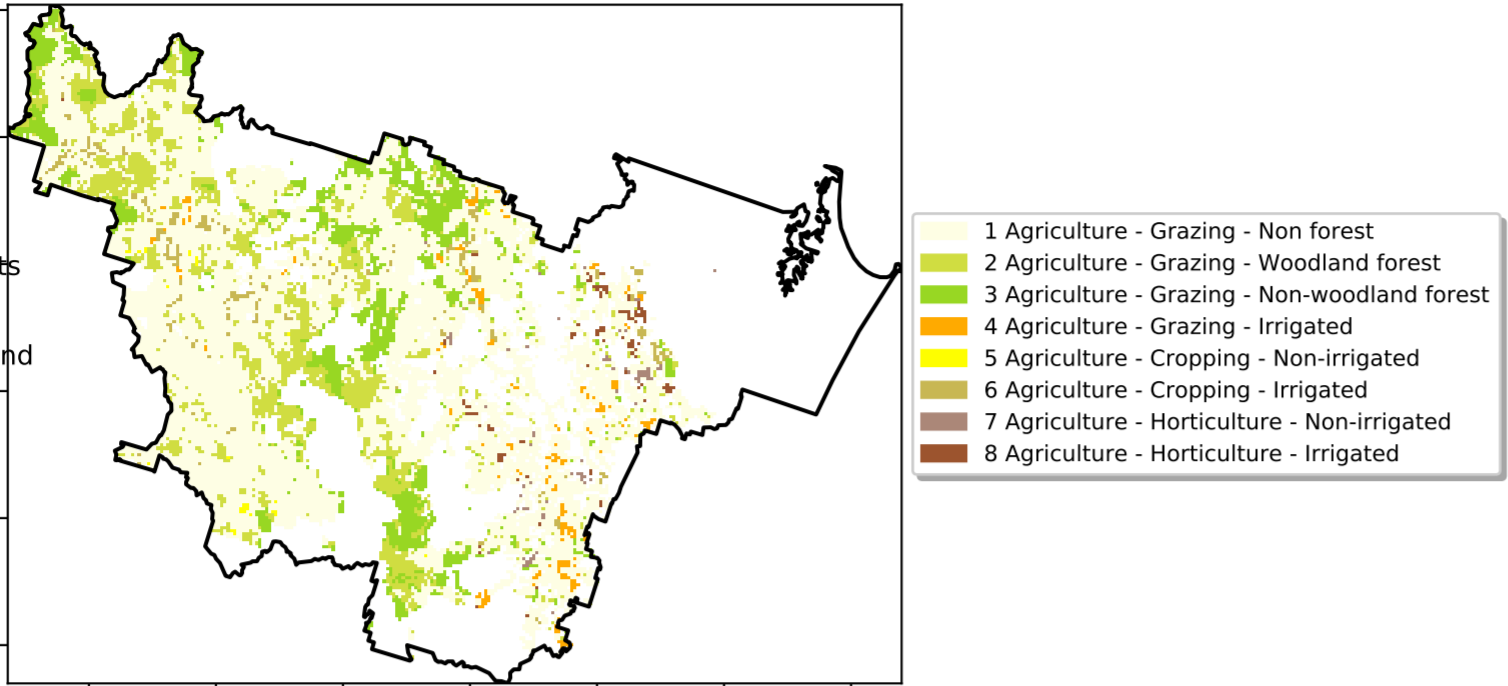 ts
nd
1 Agriculture - Grazing - Non forest
2 Agriculture - Grazing - Woodland forest
3 Agriculture - Grazing - Non-woodland forest
4 Agriculture - Grazing - Irrigated
5 Agriculture - Cropping - Non-irrigated
6 Agriculture - Cropping - Irrigated
7 Agriculture - Horticulture - Non-irrigated
8 Agriculture - Horticulture - Irrigated